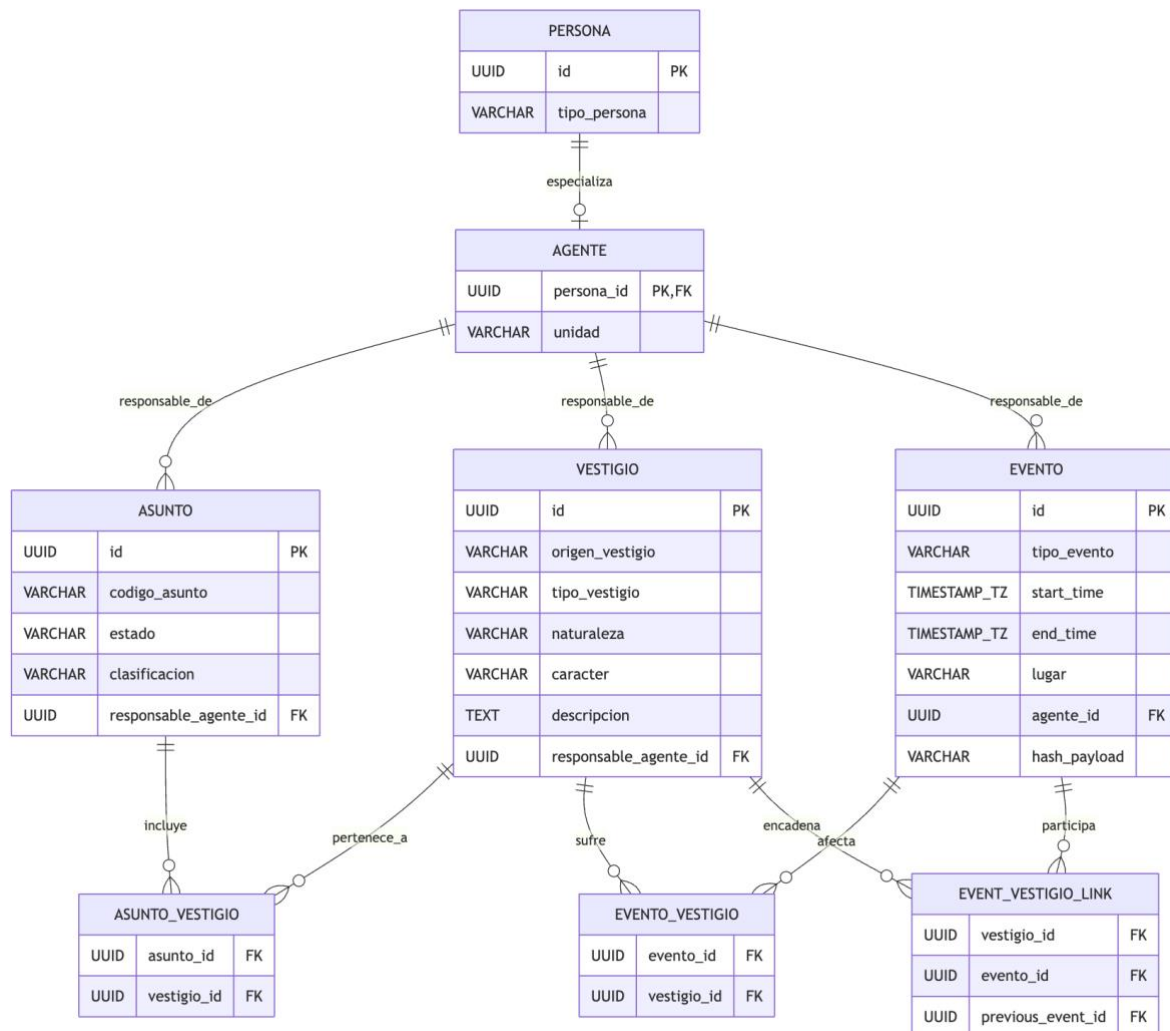 PERSONA
UUID id PK
VARCHAR tipo_persona
especializa
AGENTE
UUID persona_id PK,FK
VARCHAR unidad
responsable_de
responsable_de
responsable_de
ASUNTO
UUID id PK
VARCHAR codigo_asunto
VARCHAR estado
VARCHAR clasificacion
UUID responsable_agente_id FK
VESTIGIO
UUID id PK
VARCHAR origen_vestigio
VARCHAR tipo_vestigio
VARCHAR naturaleza
VARCHAR caracter
TEXT descripcion
UUID responsable_agente_id FK
EVENTO
UUID id PK
VARCHAR tipo_evento
TIMESTAMP_TZ start_time
TIMESTAMP_TZ end_time
VARCHAR lugar
UUID agente_id FK
VARCHAR hash_payload
incluye
pertenece_a
sufre
encadena
afecta
participa
ASUNTO_VESTIGIO
UUID asunto_id FK
UUID vestigio_id FK
EVENTO_VESTIGIO
UUID evento_id FK
UUID vestigio_id FK
EVENT_VESTIGIO_LINK
UUID vestigio_id FK
UUID evento_id FK
UUID previous_event_id FK